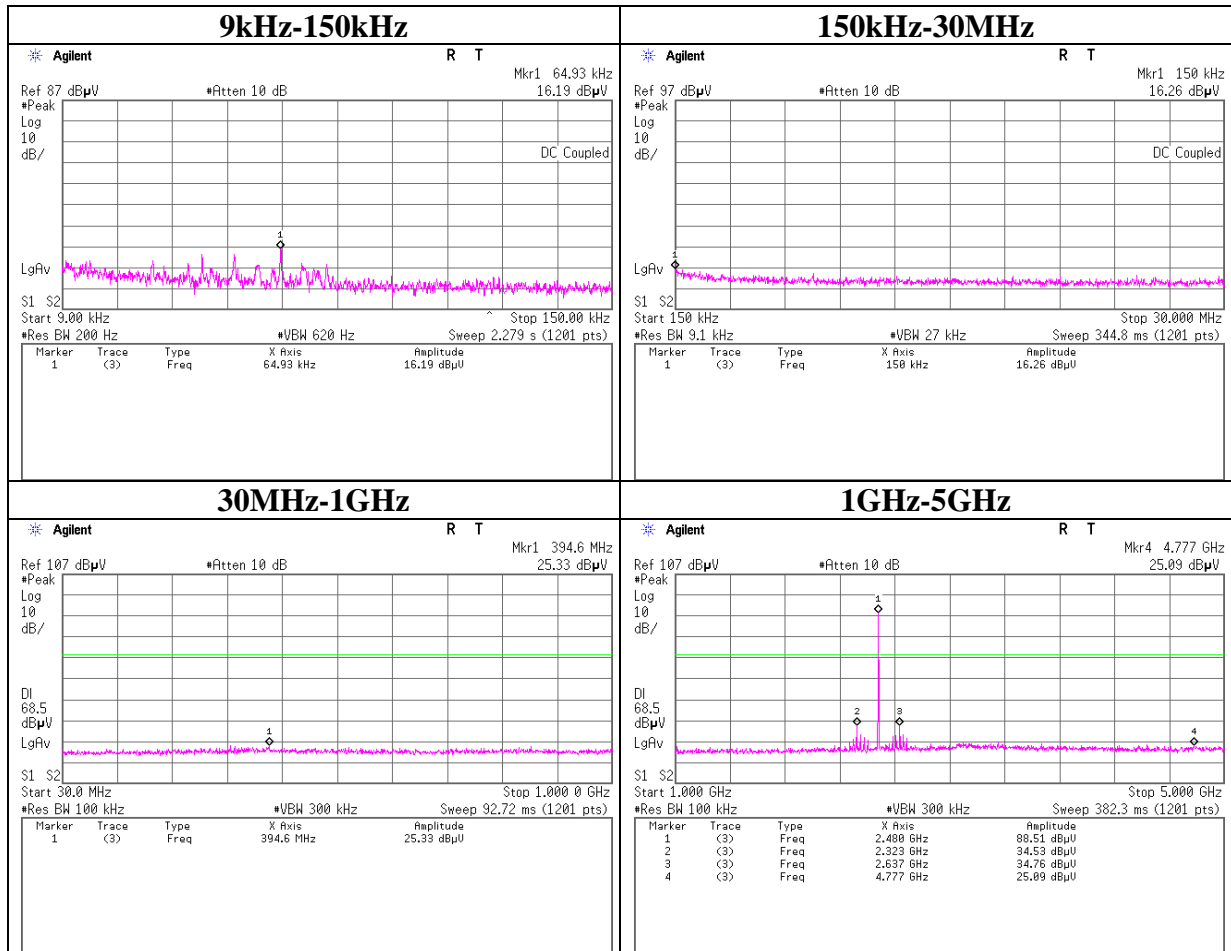 9kHz-150kHz
Agilent R T
Mkr1 64.93 kHz
Ref 87 dBµV #Atten 10 dB 16.19 dBµV
#Peak
Log
10
dB/
DC Coupled
1
LgAv
S1 S2
Start 9.00 kHz ^ Stop 150.00 kHz
#Res BW 200 Hz #VBW 620 Hz Sweep 2.279 s (1201 pts)
Marker Trace Type X Axis Amplitude
1 (3) Freq 64.93 kHz 16.19 dBµV
150kHz-30MHz
Agilent R T
Mkr1 150 kHz
Ref 97 dBµV #Atten 10 dB 16.26 dBµV
#Peak
Log
10
dB/
DC Coupled
1
LgAv
S1 S2
Start 150 kHz Stop 30.000 MHz
#Res BW 9.1 kHz #VBW 27 kHz Sweep 344.8 ms (1201 pts)
Marker Trace Type X Axis Amplitude
1 (3) Freq 150 kHz 16.26 dBµV
30MHz-1GHz
Agilent R T
Mkr1 394.6 MHz
Ref 107 dBµV #Atten 10 dB 25.33 dBµV
#Peak
Log
10
dB/
DI
68.5
dBµV
1
LgAv
S1 S2
Start 30.0 MHz Stop 1.000 0 GHz
#Res BW 100 kHz #VBW 300 kHz Sweep 92.72 ms (1201 pts)
Marker Trace Type X Axis Amplitude
1 (3) Freq 394.6 MHz 25.33 dBµV
1GHz-5GHz
Agilent R T
Mkr4 4.777 GHz
Ref 107 dBµV #Atten 10 dB 25.09 dBµV
#Peak
Log
1
10
dB/
DI
68.5
dBµV
2 3
LgAv
4
S1 S2
Start 1.000 GHz Stop 5.000 GHz
#Res BW 100 kHz #VBW 300 kHz Sweep 382.3 ms (1201 pts)
Marker Trace Type X Axis Amplitude
1 (3) Freq 2.480 GHz 88.51 dBµV
2 (3) Freq 2.323 GHz 34.53 dBµV
3 (3) Freq 2.637 GHz 34.76 dBµV
4 (3) Freq 4.777 GHz 25.09 dBµV